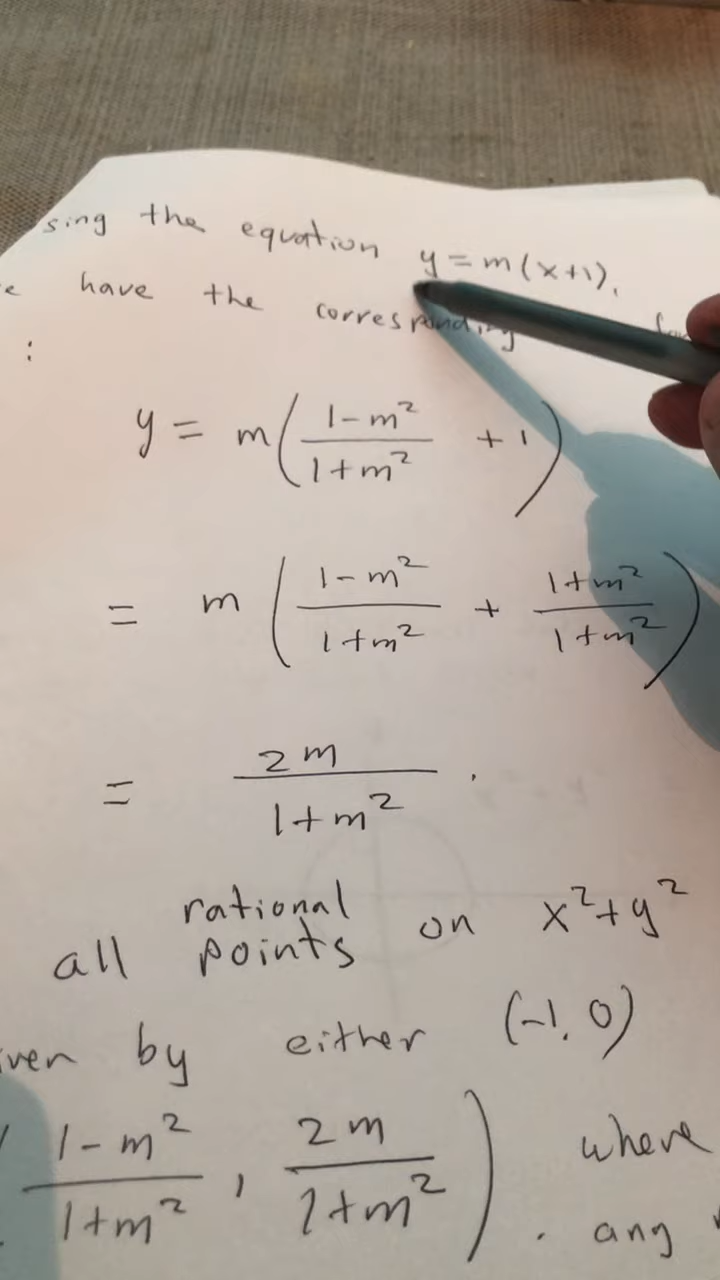 sing the equation y = m(x+1),
e have the corresponding
:
y = m( (1-m²)/(1+m²) + 1 )
= m ( (1-m²)/(1+m²) + (1+m²)/(1+m²) )
= 2m/(1+m²) .
all rational points on x²+y²
iven by either (-1, 0)
( (1-m²)/(1+m²) , 2m/(1+m²) ) . where
any